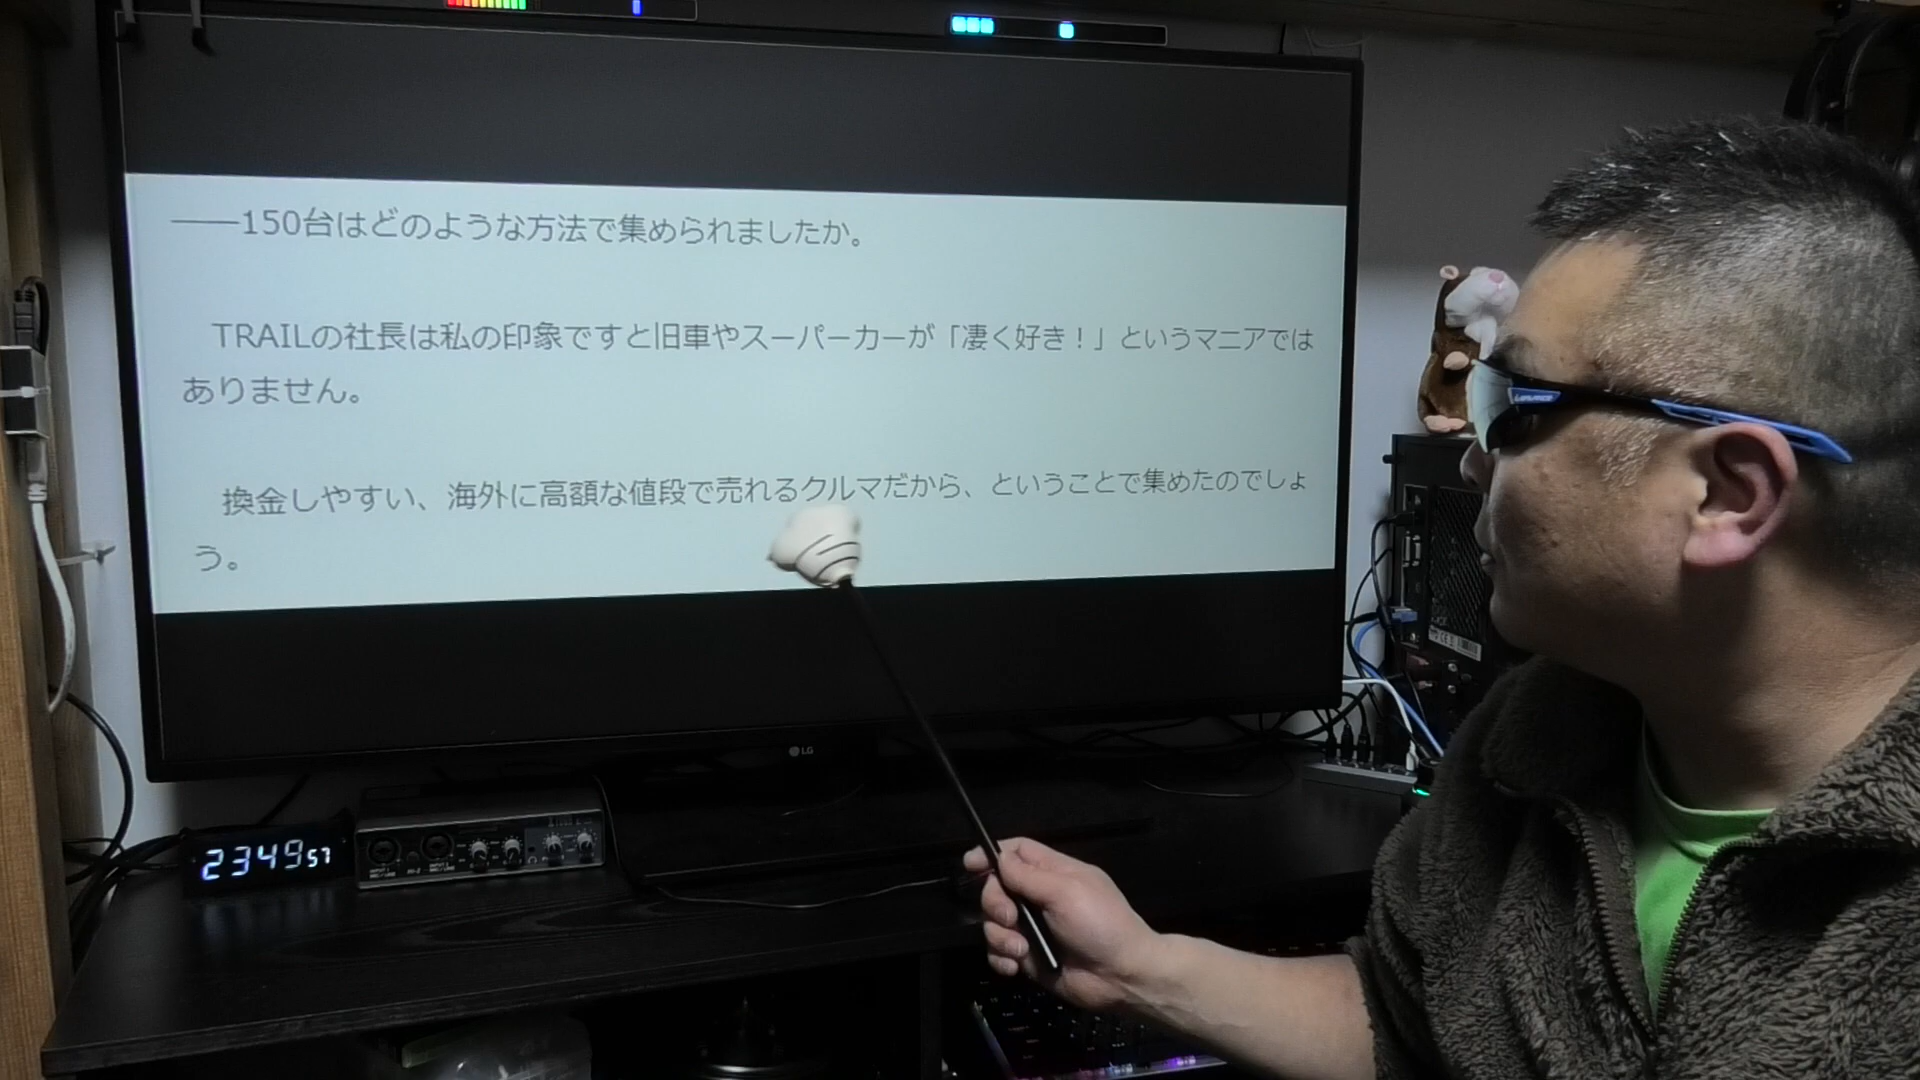 ――150台はどのような方法で集められましたか。
TRAILの社長は私の印象ですと旧車やスーパーカーが「凄く好き！」というマニアでは
ありません。
換金しやすい、海外に高額な値段で売れるクルマだから、ということで集めたのでしょ
う。
LG
234957